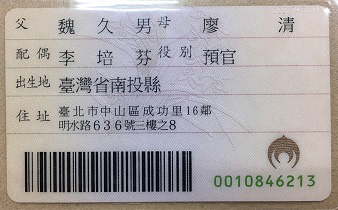 父 魏久男 母 廖清
配偶 李培芬 役別 預官
出生地 臺灣省南投縣
住址 臺北市中山區成功里16鄰
明水路636號三樓之8
0010846213